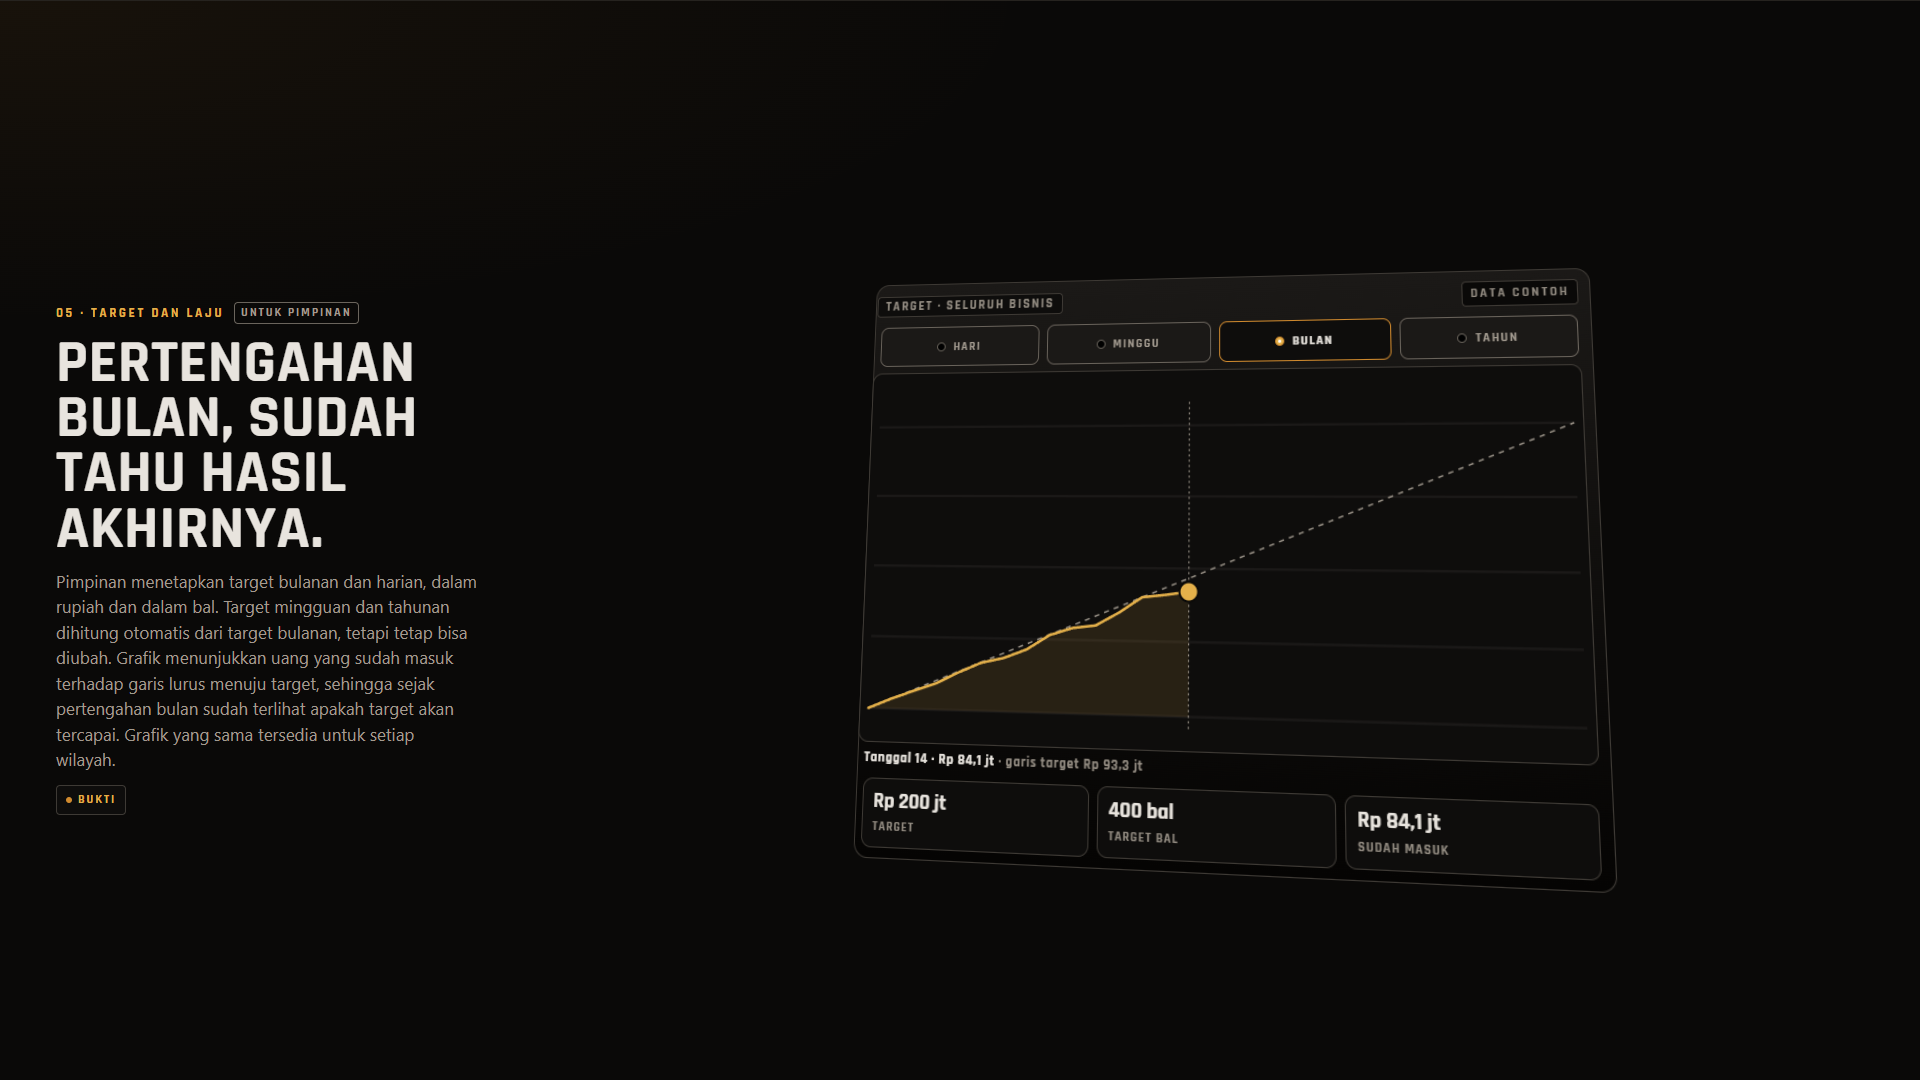 05 · TARGET DAN LAJU UNTUK PIMPINAN
PERTENGAHAN
BULAN, SUDAH
TAHU HASIL
AKHIRNYA.
Pimpinan menetapkan target bulanan dan harian, dalam
rupiah dan dalam bal. Target mingguan dan tahunan
dihitung otomatis dari target bulanan, tetapi tetap bisa
diubah. Grafik menunjukkan uang yang sudah masuk
terhadap garis lurus menuju target, sehingga sejak
pertengahan bulan sudah terlihat apakah target akan
tercapai. Grafik yang sama tersedia untuk setiap
wilayah.
BUKTI
TARGET · SELURUH BISNIS
DATA CONTOH
HARI
MINGGU
BULAN
TAHUN
Tanggal 14 · Rp 84,1 jt · garis target Rp 93,3 jt
Rp 200 jt
TARGET
400 bal
TARGET BAL
Rp 84,1 jt
SUDAH MASUK